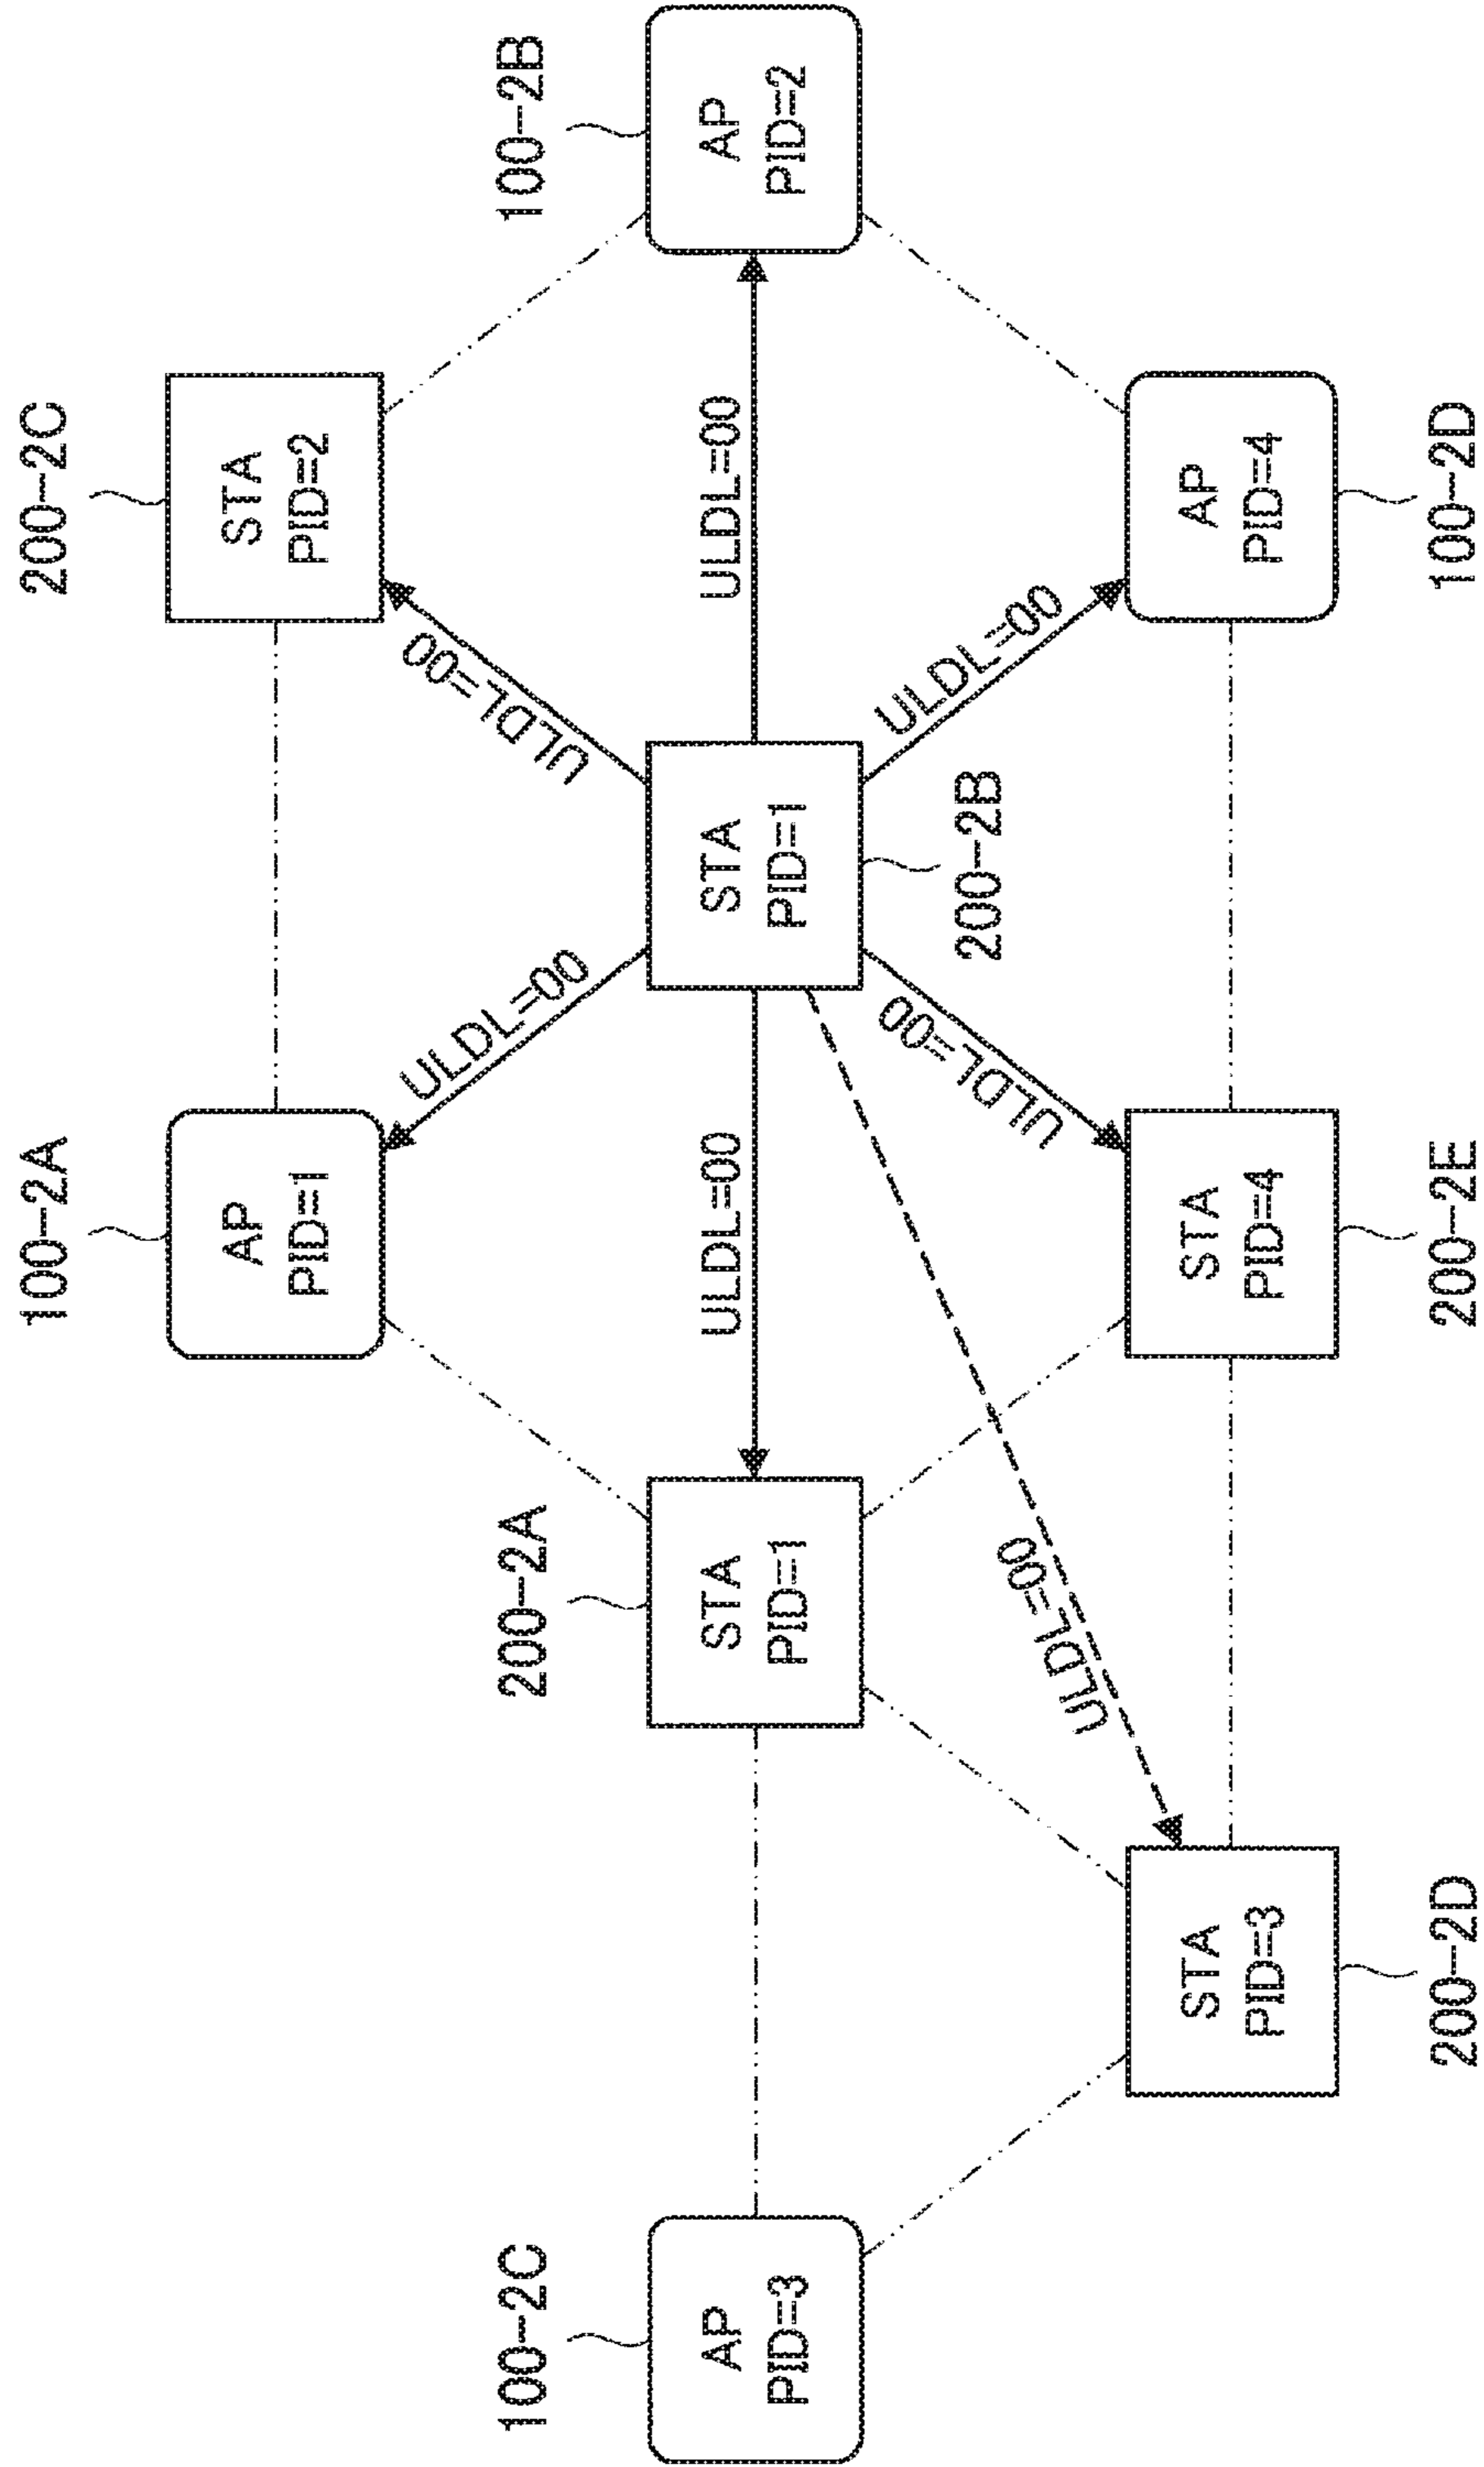 100-2A
AP
PID=1
200-2C
STA
PID=2
ULDL=00
ULDL=00
100-2C
AP
PID=3
200-2A
STA
PID=1
ULDL=00
STA
PID=1
200-2B
ULDL=00
100-2B
AP
PID=2
ULDL=00
ULDL=00
ULDL=00
STA
PID=3
200-2D
STA
PID=4
200-2E
AP
PID=4
100-2D